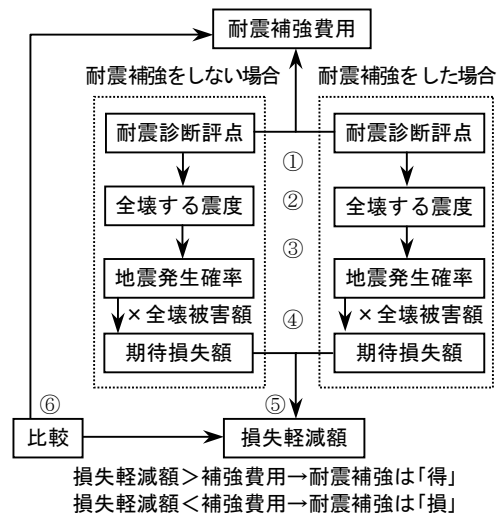 耐震補強費用
耐震補強をしない場合 耐震補強をした場合
耐震診断評点 耐震診断評点
①
全壊する震度 ② 全壊する震度
③
地震発生確率 地震発生確率
×全壊被害額 ④ ×全壊被害額
期待損失額 期待損失額
⑥ ⑤
比較 損失軽減額
損失軽減額＞補強費用→耐震補強は「得」
損失軽減額＜補強費用→耐震補強は「損」